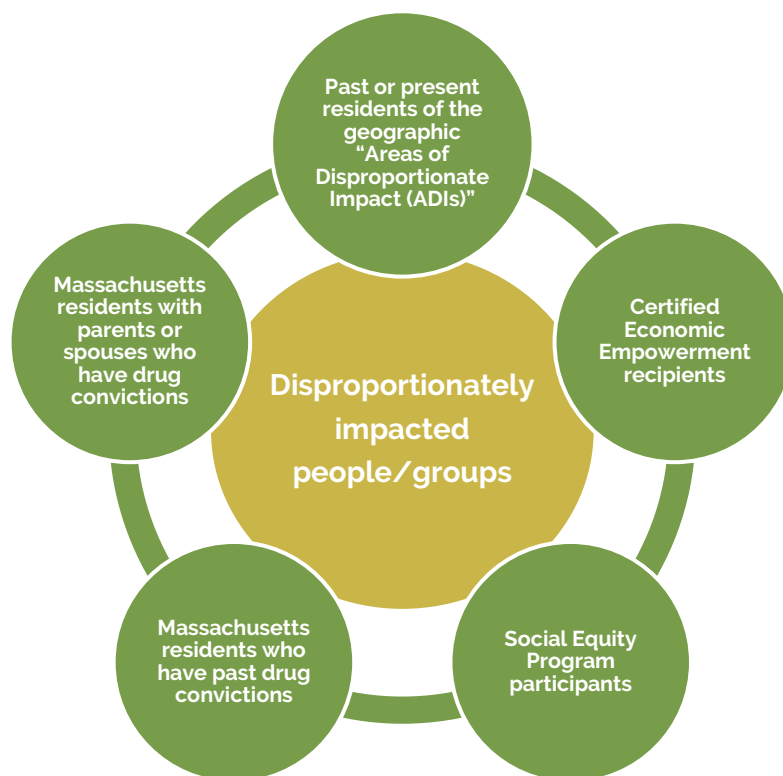 Past or present
residents of the
geographic
“Areas of
Disproportionate
Impact (ADIs)”
Certified
Economic
Empowerment
recipients
Social Equity
Program
participants
Massachusetts
residents who
have past drug
convictions
Massachusetts
residents with
parents or
spouses who
have drug
convictions
Disproportionately
impacted
people/groups